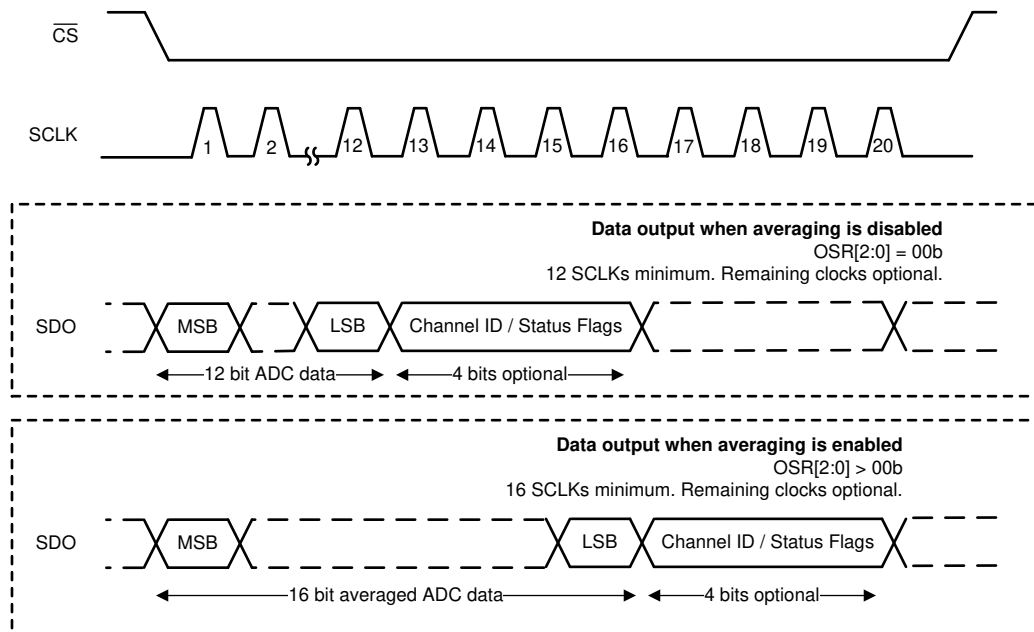 CS
SCLK
1 2 12 13 14 15 16 17 18 19 20
Data output when averaging is disabled
OSR[2:0] = 00b
12 SCLKs minimum. Remaining clocks optional.
SDO MSB LSB Channel ID / Status Flags
12 bit ADC data 4 bits optional
Data output when averaging is enabled
OSR[2:0] > 00b
16 SCLKs minimum. Remaining clocks optional.
SDO MSB LSB Channel ID / Status Flags
16 bit averaged ADC data 4 bits optional